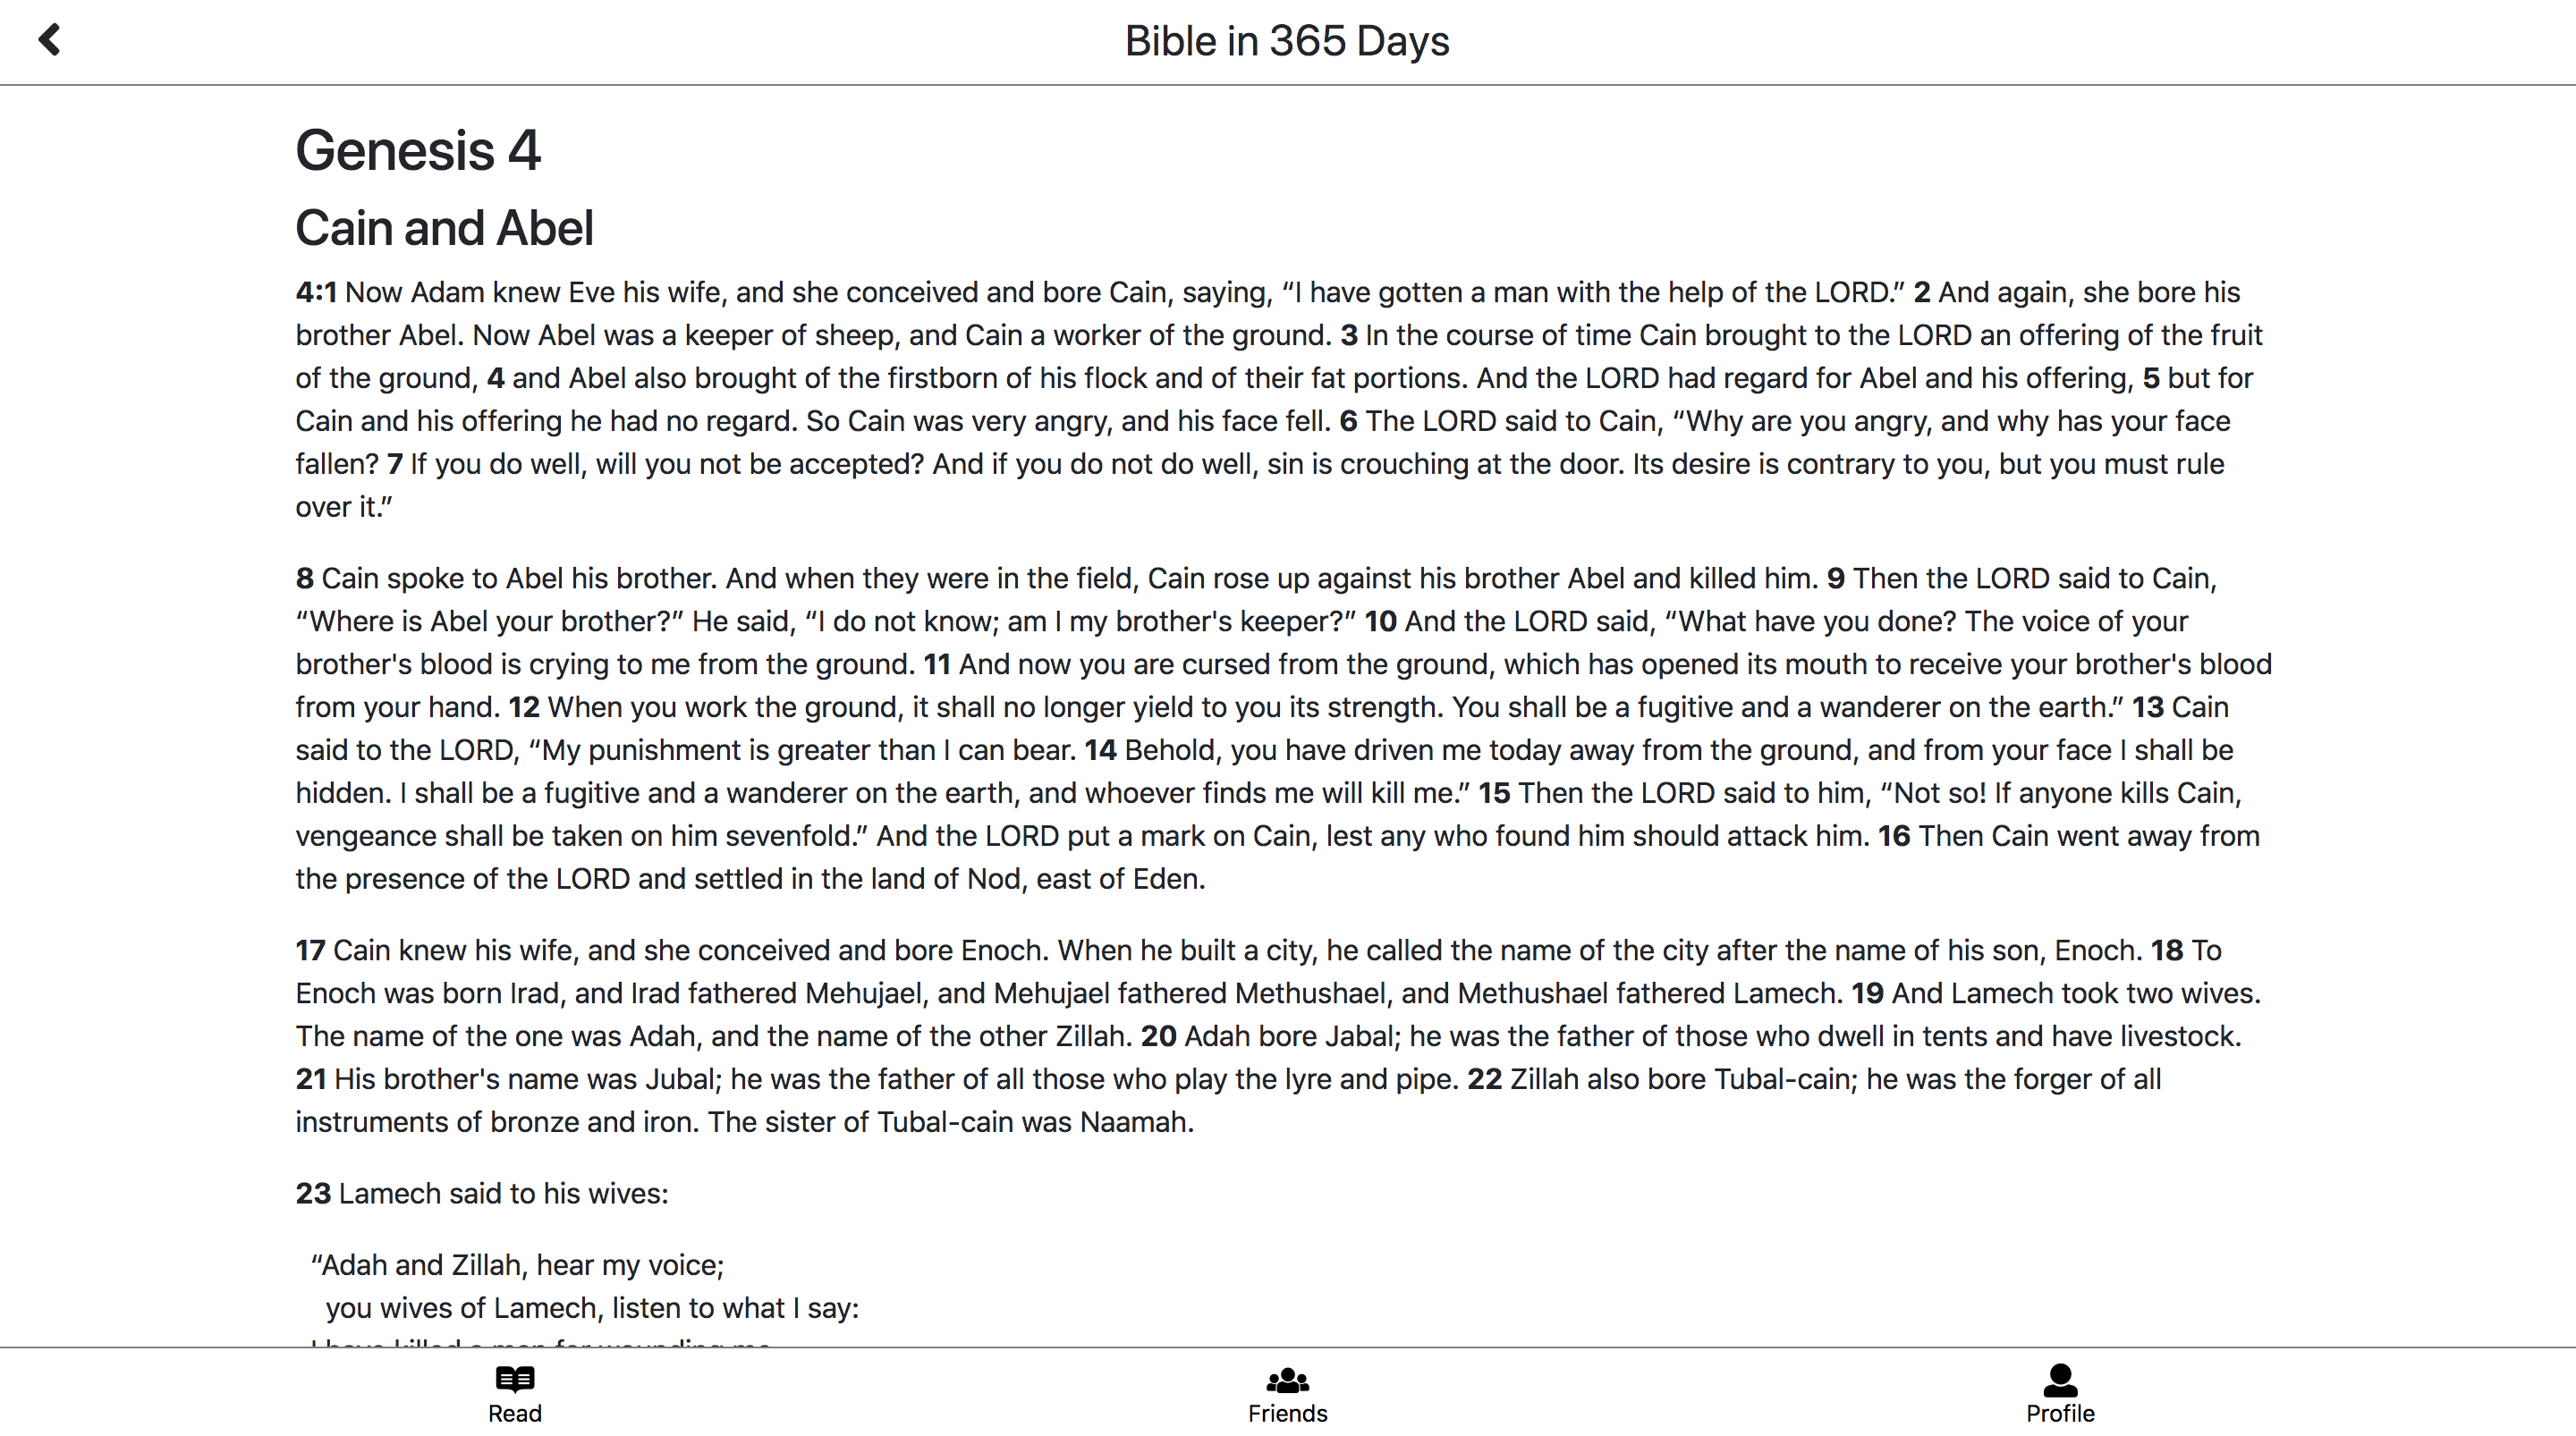 Bible in 365 Days
Genesis 4
Cain and Abel
4:1 Now Adam knew Eve his wife, and she conceived and bore Cain, saying, “I have gotten a man with the help of the LORD.” 2 And again, she bore his
brother Abel. Now Abel was a keeper of sheep, and Cain a worker of the ground. 3 In the course of time Cain brought to the LORD an offering of the fruit
of the ground, 4 and Abel also brought of the firstborn of his flock and of their fat portions. And the LORD had regard for Abel and his offering, 5 but for
Cain and his offering he had no regard. So Cain was very angry, and his face fell. 6 The LORD said to Cain, “Why are you angry, and why has your face
fallen? 7 If you do well, will you not be accepted? And if you do not do well, sin is crouching at the door. Its desire is contrary to you, but you must rule
over it.”
8 Cain spoke to Abel his brother. And when they were in the field, Cain rose up against his brother Abel and killed him. 9 Then the LORD said to Cain,
“Where is Abel your brother?” He said, “I do not know; am I my brother's keeper?” 10 And the LORD said, “What have you done? The voice of your
brother's blood is crying to me from the ground. 11 And now you are cursed from the ground, which has opened its mouth to receive your brother's blood
from your hand. 12 When you work the ground, it shall no longer yield to you its strength. You shall be a fugitive and a wanderer on the earth.” 13 Cain
said to the LORD, “My punishment is greater than I can bear. 14 Behold, you have driven me today away from the ground, and from your face I shall be
hidden. I shall be a fugitive and a wanderer on the earth, and whoever finds me will kill me.” 15 Then the LORD said to him, “Not so! If anyone kills Cain,
vengeance shall be taken on him sevenfold.” And the LORD put a mark on Cain, lest any who found him should attack him. 16 Then Cain went away from
the presence of the LORD and settled in the land of Nod, east of Eden.
17 Cain knew his wife, and she conceived and bore Enoch. When he built a city, he called the name of the city after the name of his son, Enoch. 18 To
Enoch was born Irad, and Irad fathered Mehujael, and Mehujael fathered Methushael, and Methushael fathered Lamech. 19 And Lamech took two wives.
The name of the one was Adah, and the name of the other Zillah. 20 Adah bore Jabal; he was the father of those who dwell in tents and have livestock.
21 His brother's name was Jubal; he was the father of all those who play the lyre and pipe. 22 Zillah also bore Tubal-cain; he was the forger of all
instruments of bronze and iron. The sister of Tubal-cain was Naamah.
23 Lamech said to his wives:
“Adah and Zillah, hear my voice;
you wives of Lamech, listen to what I say:
I have killed a man for wounding me
Read
Friends
Profile